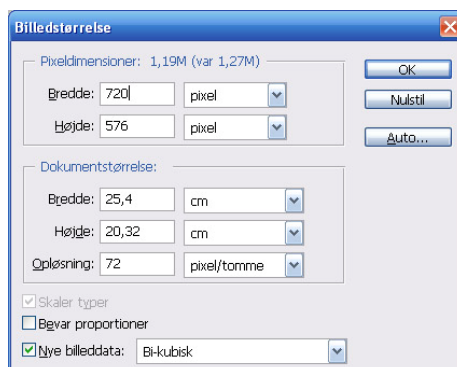 Billedstørrelse
Pixeldimensioner: 1,19M (var 1,27M)
Bredde: 720 pixel
Højde: 576 pixel
OK
Nulstil
Auto...
Dokumentstørrelse:
Bredde: 25,4 cm
Højde: 20,32 cm
Opløsning: 72 pixel/tomme
Skaler typer
Bevar proportioner
Nye billeddata: Bi-kubisk